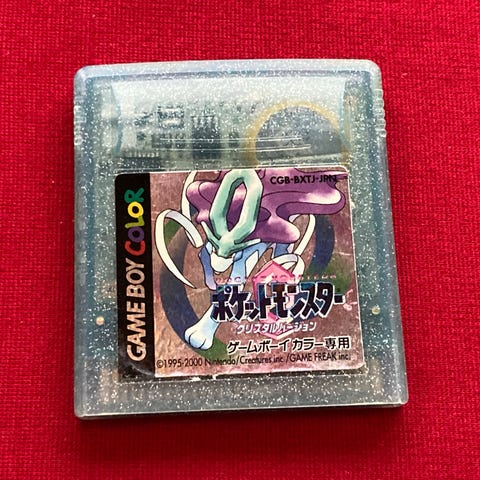 GAME BOY COLOR
CGB-BXTJ-JPN
POCKET MONSTERS
ポケットモンスター
クリスタルバージョン
ゲームボーイカラー専用
©1995-2000 Nintendo/Creatures inc./GAME FREAK inc.